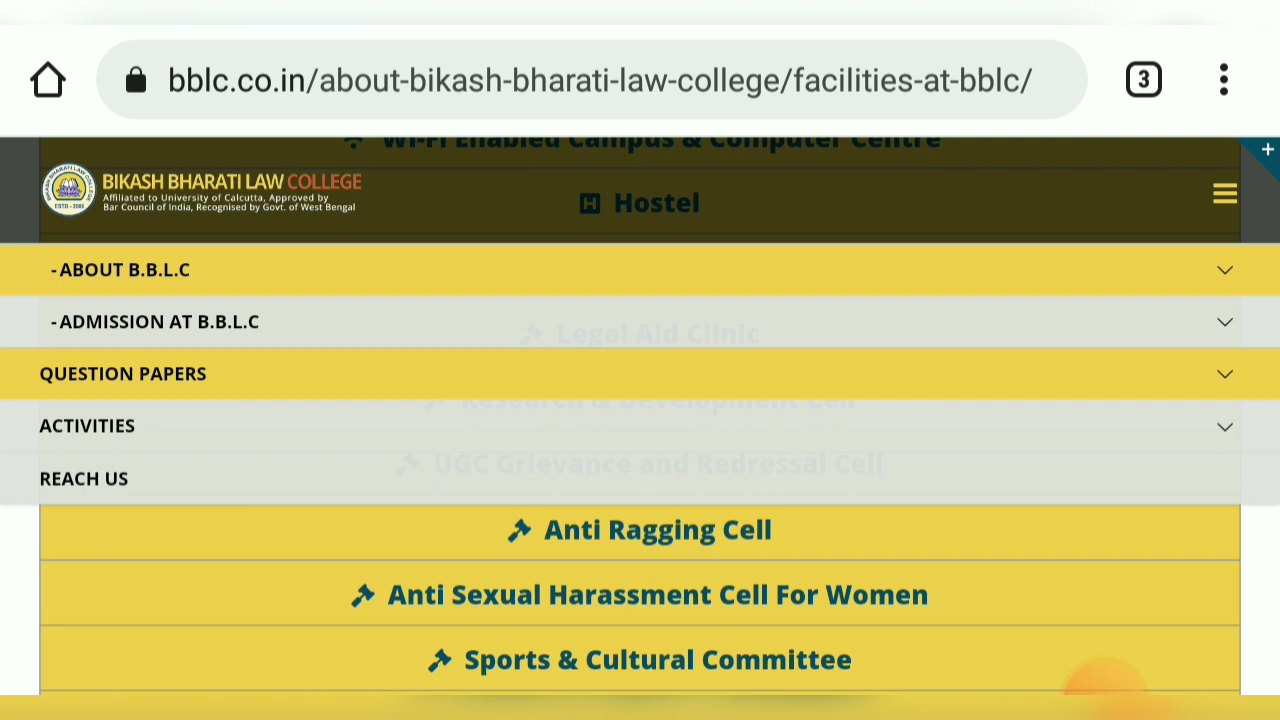 bblc.co.in/about-bikash-bharati-law-college/facilities-at-bblc/
3
Wi-Fi Enabled Campus & Computer Centre
BIKASH BHARATI LAW COLLEGE
Affiliated to University of Calcutta, Approved by
Bar Council of India, Recognised by Govt. of West Bengal
Hostel
- ABOUT B.B.L.C
- ADMISSION AT B.B.L.C
Legal Aid Clinic
QUESTION PAPERS
Research & Development Cell
ACTIVITIES
UGC Grievance and Redressal Cell
REACH US
Anti Ragging Cell
Anti Sexual Harassment Cell For Women
Sports & Cultural Committee